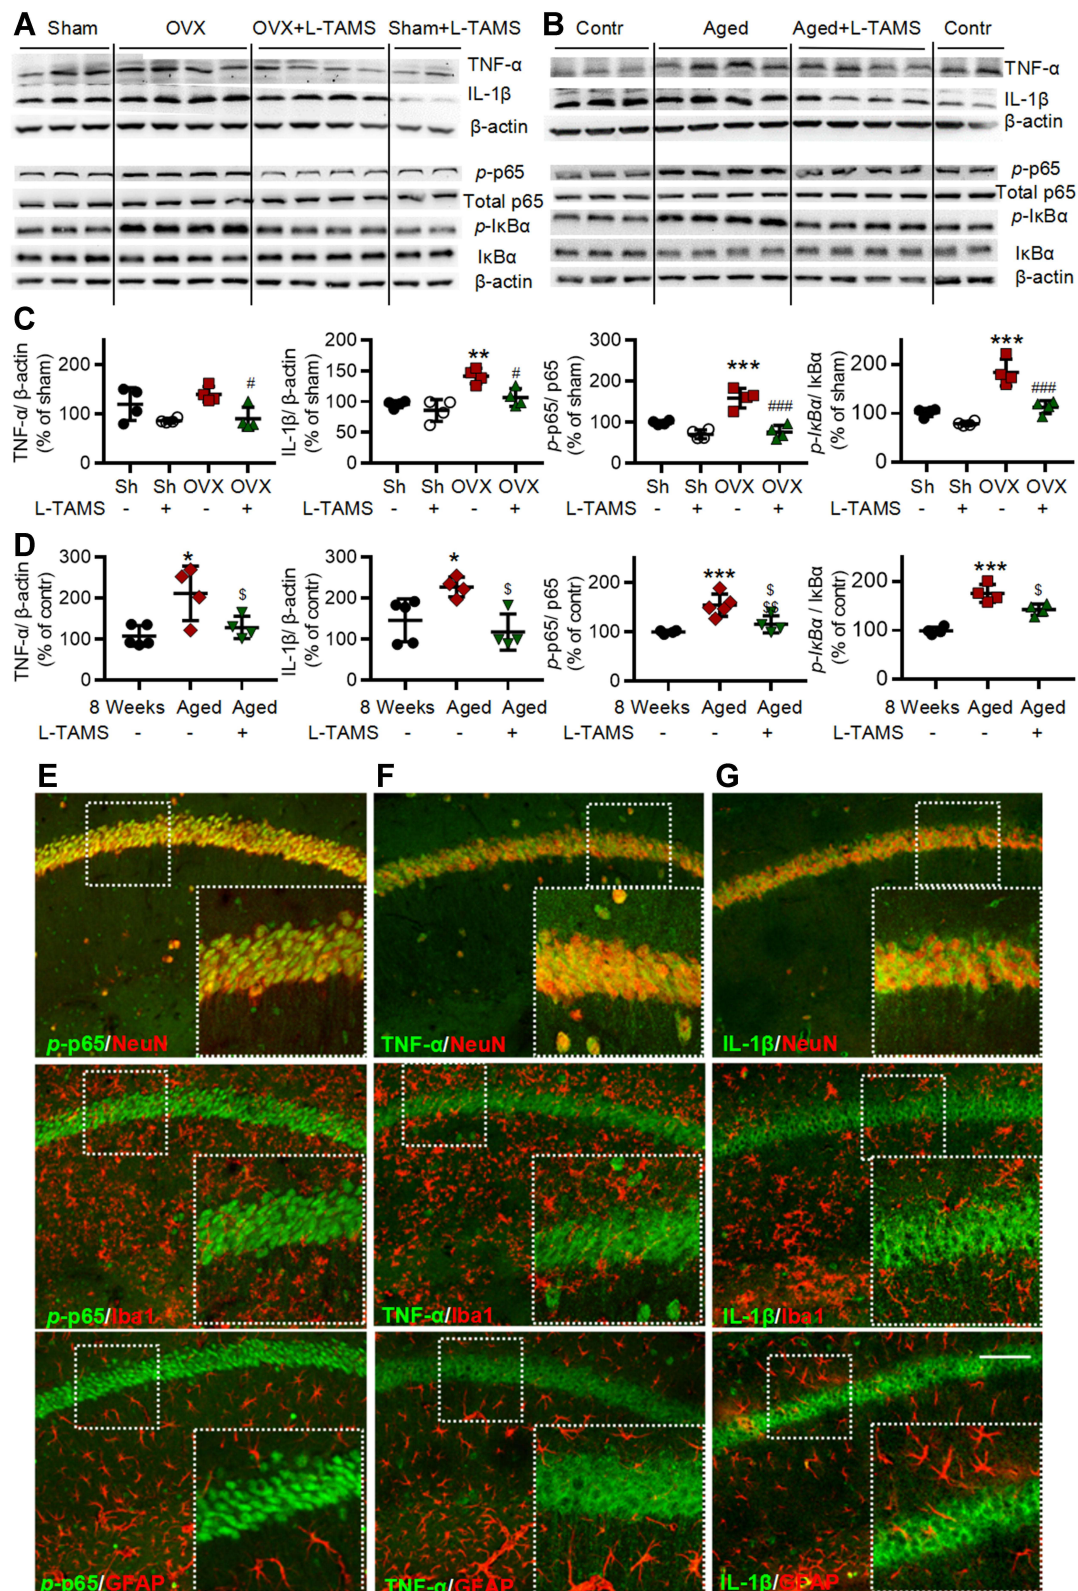 A
Sham OVX OVX+L-TAMS Sham+L-TAMS
TNF-α
IL-1β
β-actin
p-p65
Total p65
p-IκBα
IκBα
β-actin
B
Contr Aged Aged+L-TAMS Contr
TNF-α
IL-1β
β-actin
p-p65
Total p65
p-IκBα
IκBα
β-actin
C
TNF-α/ β-actin
(% of sham)
200
100
0
#
Sh Sh OVX OVX
L-TAMS - + - +
IL-1β/ β-actin
(% of sham)
200
150
100
50
0
**
#
Sh Sh OVX OVX
- + - +
p-p65/ p65
(% of sham)
300
200
100
0
***
###
Sh Sh OVX OVX
L-TAMS - + - +
p-IκBα/ IκBα
(% of sham)
200
100
0
***
###
Sh Sh OVX OVX
- + - +
D
TNF-α/ β-actin
(% of contr)
300
200
100
0
*
$
8 Weeks Aged Aged
L-TAMS - - +
IL-1β/ β-actin
(% of contr)
300
200
100
0
*
$
8 Weeks Aged Aged
- - +
p-p65/ p65
(% of contr)
200
100
0
***
$
$$
8 Weeks Aged Aged
L-TAMS - - +
p-IκBα / IκBα
(% of contr)
200
100
0
***
$
8 Weeks Aged Aged
L-TAMS - - +
E F G
p-p65/NeuN
TNF-α/NeuN
IL-1β/NeuN
p-p65/Iba1
TNF-α/Iba1
IL-1β/Iba1
p-p65/GFAP
TNF-α/GFAP
IL-1β/GFAP